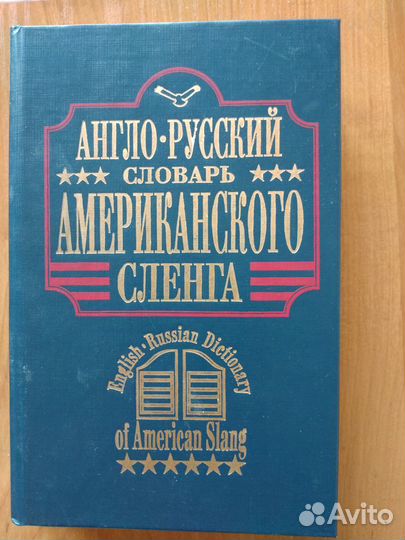 АНГЛО·РУССКИЙ
СЛОВАРЬ
АМЕРИКАНСКОГО
СЛЕНГА
English·Russian Dictionary
of American Slang
Avito